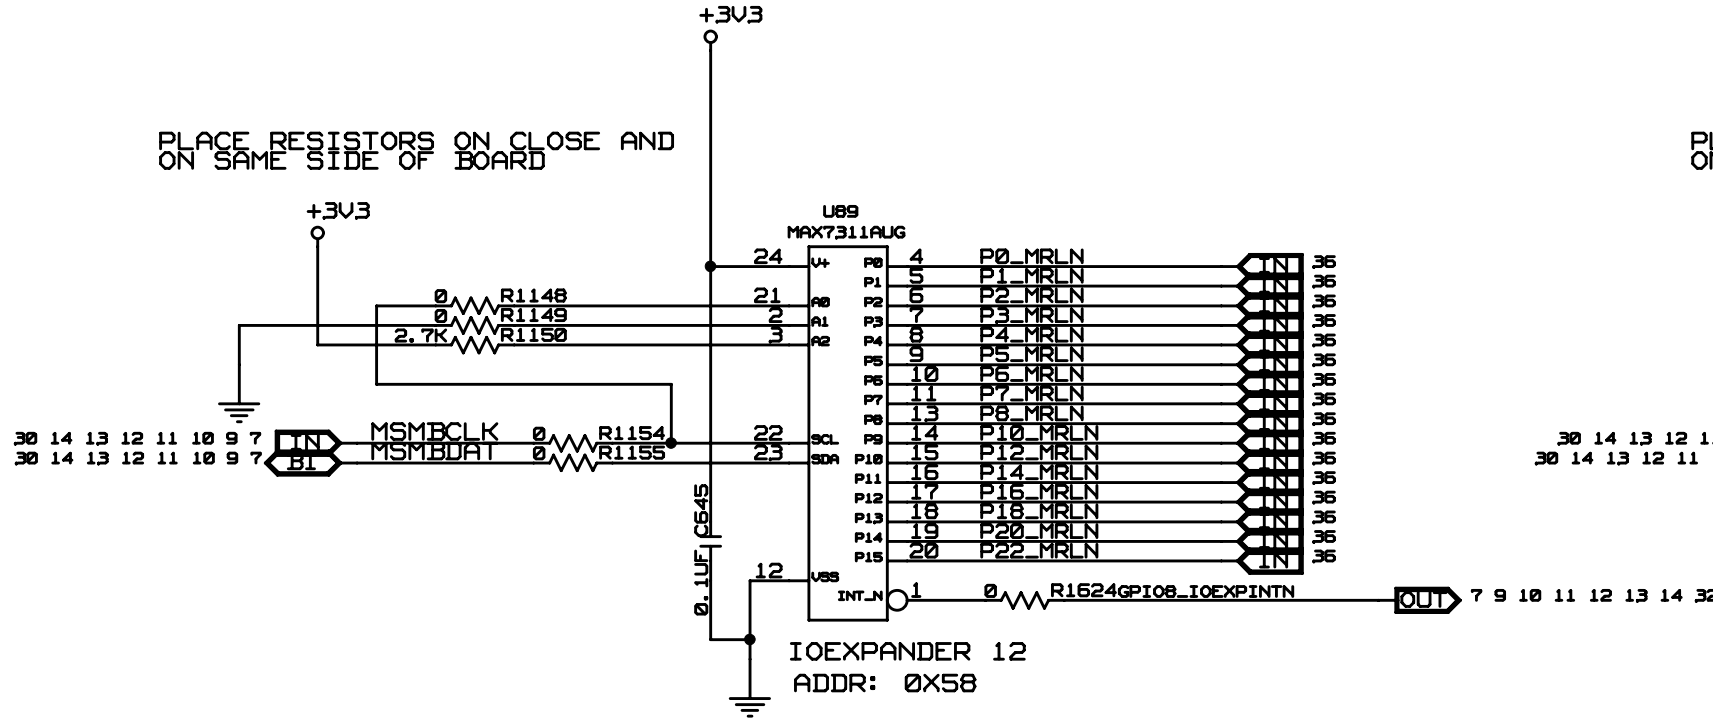 +3V3
PLACE RESISTORS ON CLOSE AND
ON SAME SIDE OF BOARD
+3V3
U89
MAX7311AUG
24 V+ P0 4 P0_MRLN IN 36
P1 5 P1_MRLN IN 36
0 R1148 21 A0 P2 6 P2_MRLN IN 36
0 R1149 2 A1 P3 7 P3_MRLN IN 36
2.7K R1150 3 A2 P4 8 P4_MRLN IN 36
P5 9 P5_MRLN IN 36
P6 10 P6_MRLN IN 36
P7 11 P7_MRLN IN 36
P8 13 P8_MRLN IN 36
30 14 13 12 11 10 9 7 IN MSMBCLK 0 R1154 22 SCL P9 14 P10_MRLN IN 36
30 14 13 12 11 10 9 7 BI MSMBDAT 0 R1155 23 SDA P10 15 P12_MRLN IN 36
P11 16 P14_MRLN IN 36
P12 17 P16_MRLN IN 36
P13 18 P18_MRLN IN 36
P14 19 P20_MRLN IN 36
P15 20 P22_MRLN IN 36
0.1UF C645
12 VSS
INT_N 1 0 R1624 GPIO8_IOEXPINTN OUT 7 9 10 11 12 13 14 32
IOEXPANDER 12
ADDR: 0X58
30 14 13 12
30 14 13 12 11